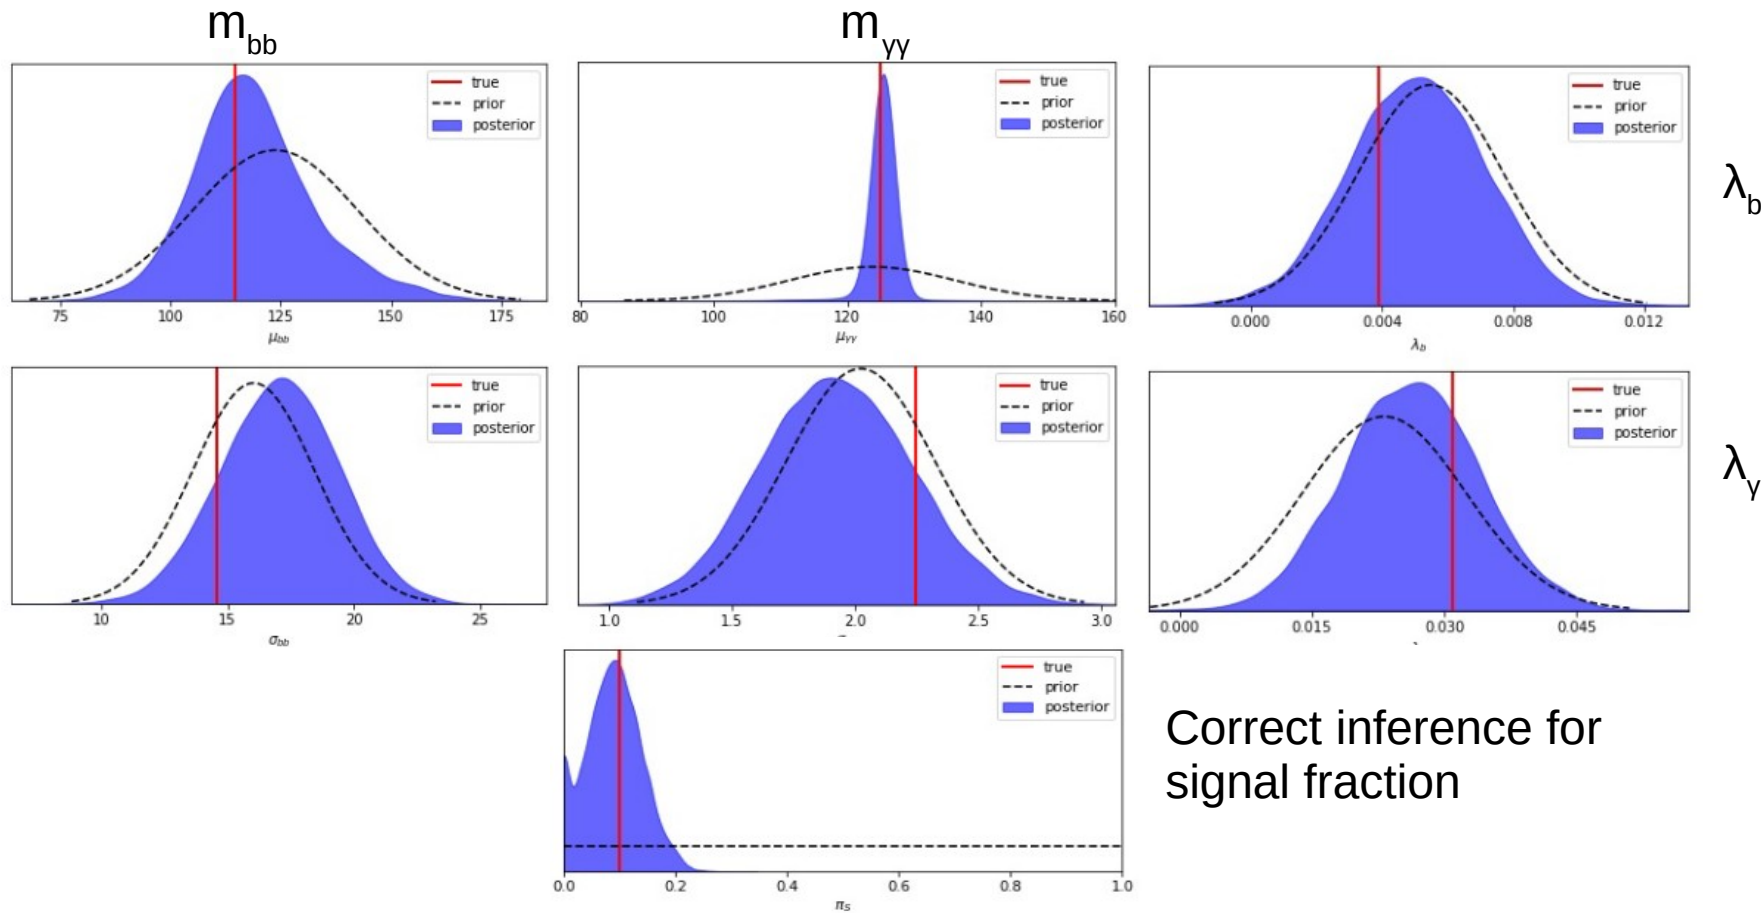 m_bb
m_γγ
true
prior
posterior
75 100 125 150 175
μ_bb
true
prior
posterior
80 100 120 140 160
μ_γγ
true
prior
posterior
0.000 0.004 0.008 0.012
λ_b
λ_b
true
prior
posterior
10 15 20 25
σ_bb
true
prior
posterior
1.0 1.5 2.0 2.5 3.0
true
prior
posterior
0.000 0.015 0.030 0.045
λ_γ
true
prior
posterior
0.0 0.2 0.4 0.6 0.8 1.0
π_S
Correct inference for
signal fraction